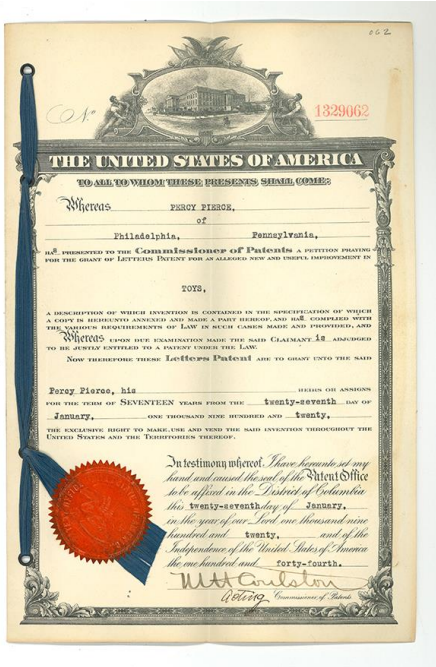 062
No.
1329062
THE UNITED STATES OF AMERICA
TO ALL TO WHOM THESE PRESENTS SHALL COME:
Whereas PERCY PIERCE,
of
Philadelphia, Pennsylvania,
HAS PRESENTED TO THE Commissioner of Patents A PETITION PRAYING
FOR THE GRANT OF LETTERS PATENT FOR AN ALLEGED NEW AND USEFUL IMPROVEMENT IN
TOYS,
A DESCRIPTION OF WHICH INVENTION IS CONTAINED IN THE SPECIFICATION OF WHICH
A COPY IS HEREUNTO ANNEXED AND MADE A PART HEREOF, AND HAS COMPLIED WITH
THE VARIOUS REQUIREMENTS OF LAW IN SUCH CASES MADE AND PROVIDED, AND
Whereas UPON DUE EXAMINATION MADE THE SAID CLAIMANT is ADJUDGED
TO BE JUSTLY ENTITLED TO A PATENT UNDER THE LAW.
NOW THEREFORE THESE Letters Patent ARE TO GRANT UNTO THE SAID
Percy Pierce, his HEIRS OR ASSIGNS
FOR THE TERM OF SEVENTEEN YEARS FROM THE twenty-seventh DAY OF
January, ONE THOUSAND NINE HUNDRED AND twenty,
THE EXCLUSIVE RIGHT TO MAKE, USE AND VEND THE SAID INVENTION THROUGHOUT THE
UNITED STATES AND THE TERRITORIES THEREOF.
In testimony whereof I have hereunto set my
hand and caused the seal of the Patent Office
to be affixed in the District of Columbia
this twenty-seventh day of January,
in the year of our Lord one thousand nine
hundred and twenty, and of the
Independence of the United States of America
the one hundred and forty-fourth.
Acting Commissioner of Patents